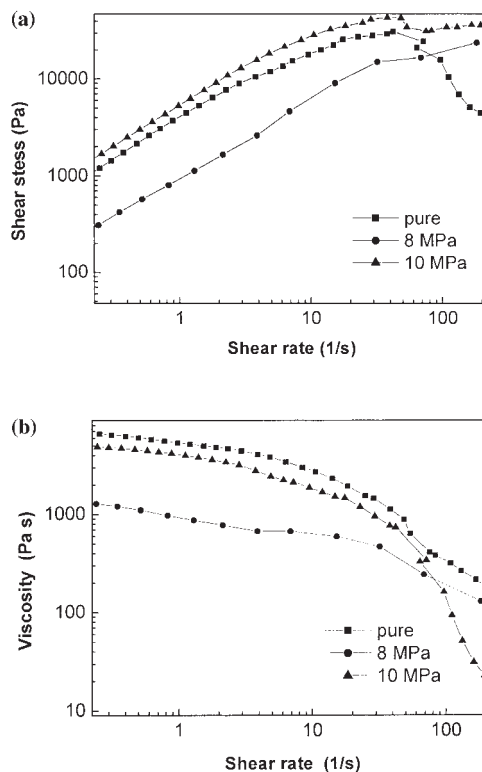 (a)
Shear stess (Pa)
10000
1000
100
pure
8 MPa
10 MPa
1
10
100
Shear rate (1/s)
(b)
Viscosity (Pa s)
1000
100
10
pure
8 MPa
10 MPa
1
10
100
Shear rate (1/s)